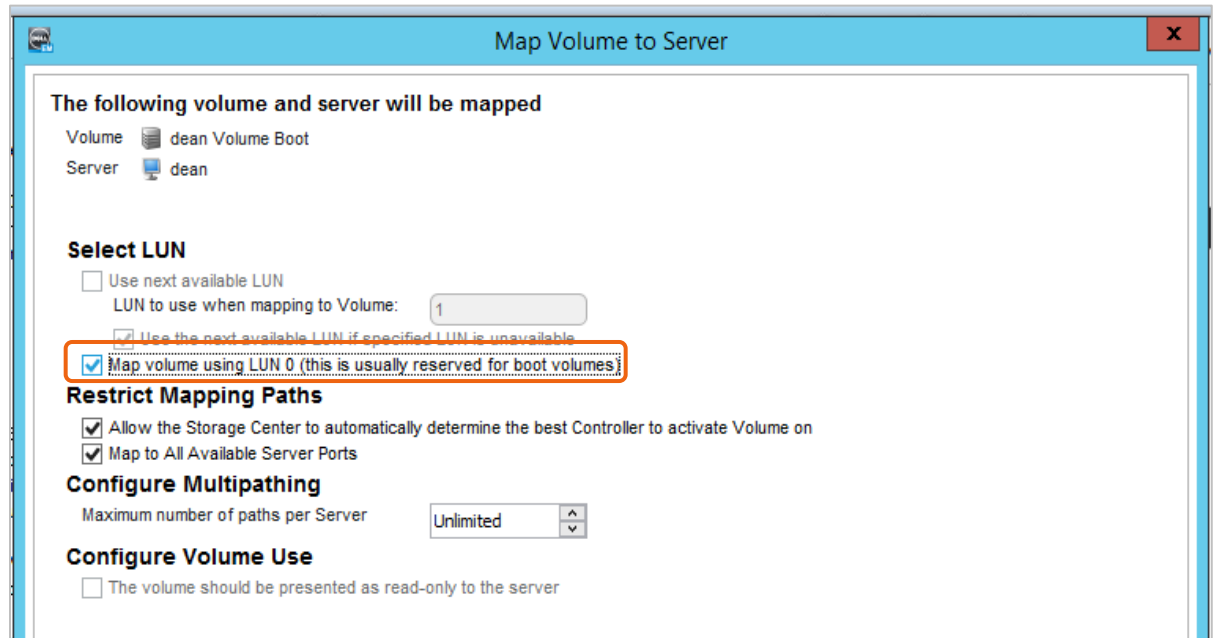 Map Volume to Server
x
The following volume and server will be mapped
Volume dean Volume Boot
Server dean
Select LUN
Use next available LUN
LUN to use when mapping to Volume: 1
Use the next available LUN if specified LUN is unavailable
Map volume using LUN 0 (this is usually reserved for boot volumes)
Restrict Mapping Paths
Allow the Storage Center to automatically determine the best Controller to activate Volume on
Map to All Available Server Ports
Configure Multipathing
Maximum number of paths per Server Unlimited
Configure Volume Use
The volume should be presented as read-only to the server